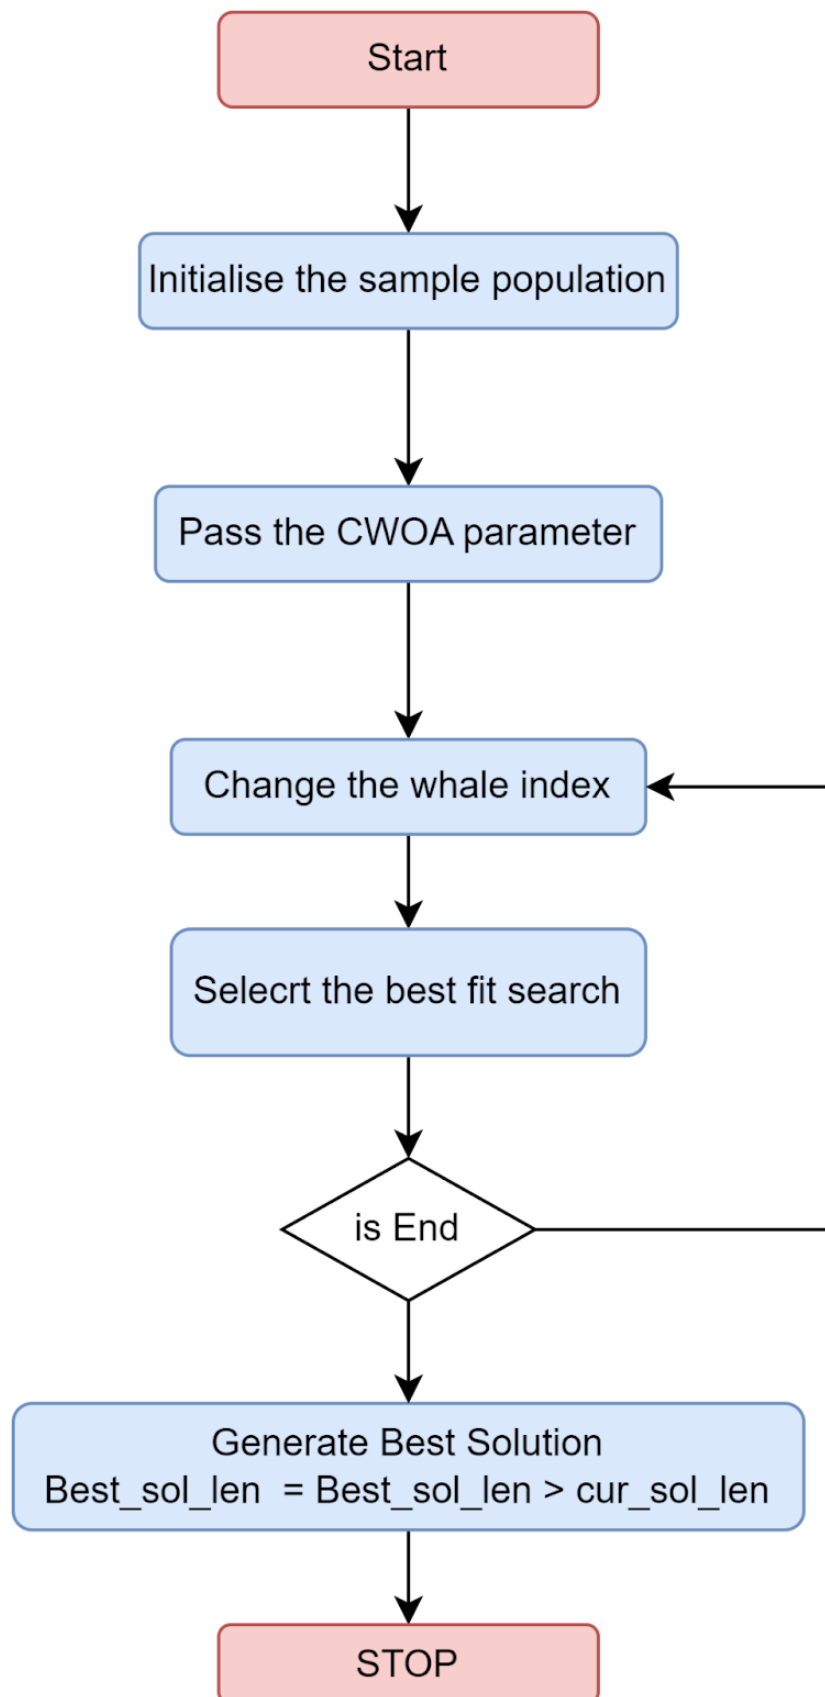 Start
Initialise the sample population
Pass the CWOA parameter
Change the whale index
Selecrt the best fit search
is End
Generate Best Solution
Best_sol_len  = Best_sol_len > cur_sol_len
STOP